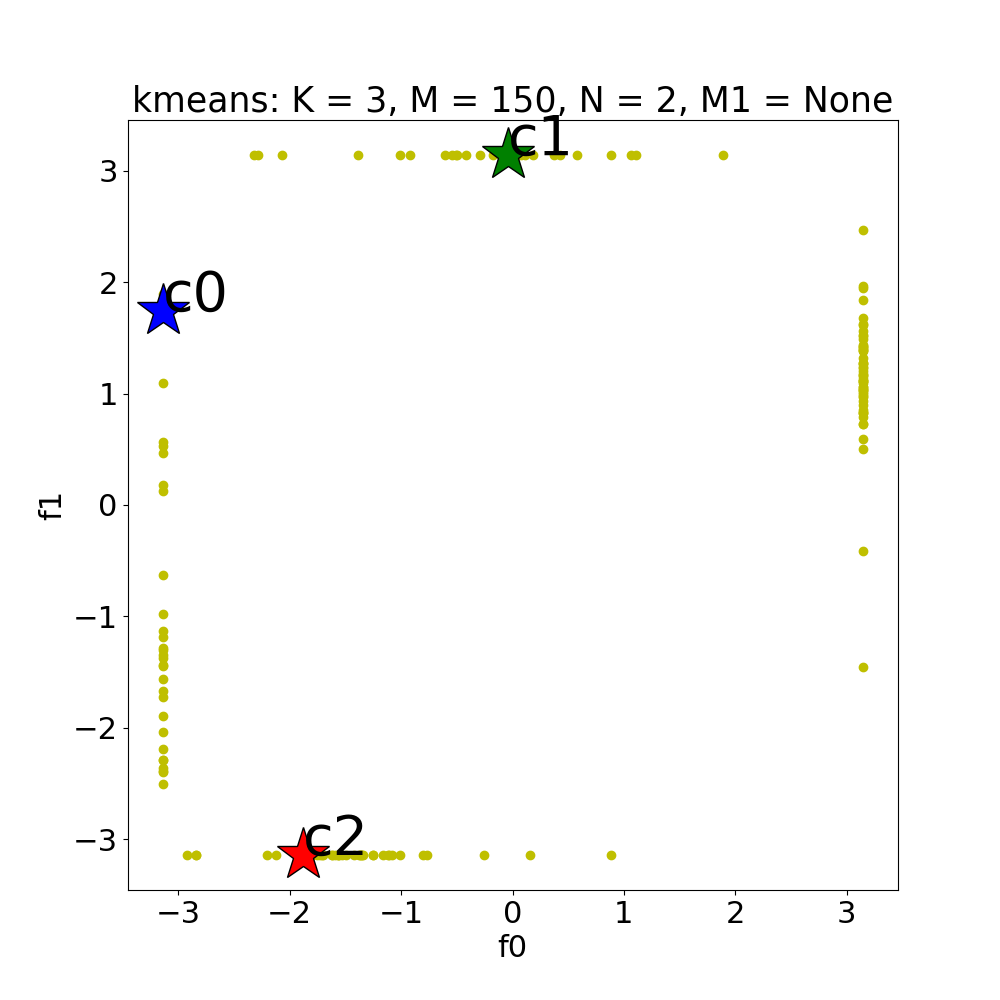 kmeans: K = 3, M = 150, N = 2, M1 = None
c1
3
c0
2
1
0
f1
−1
−2
c2
−3
−3
−2
−1
0
1
2
3
f0